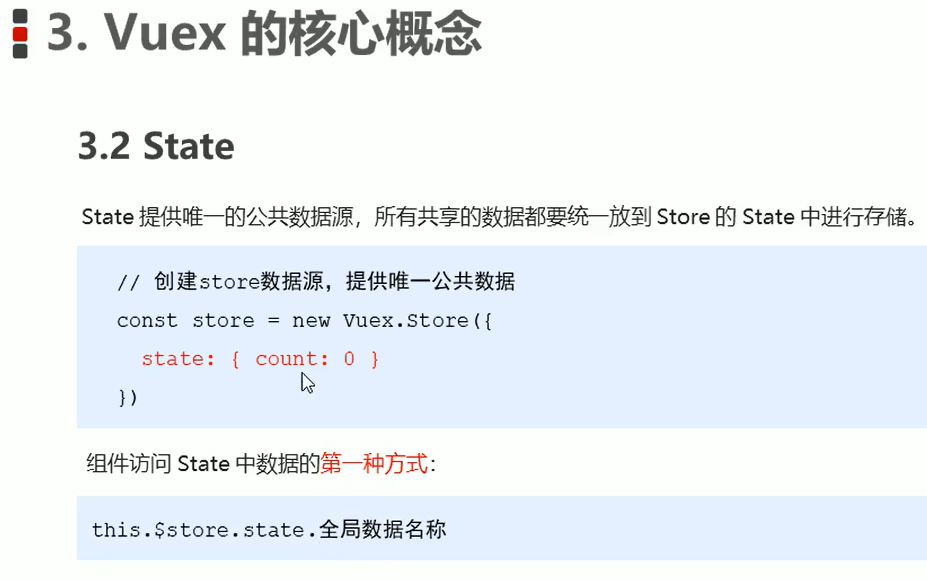 3. Vuex 的核心概念
3.2 State
State 提供唯一的公共数据源，所有共享的数据都要统一放到 Store 的 State 中进行存储。
// 创建store数据源，提供唯一公共数据
const store = new Vuex.Store({
state: { count: 0 }
})
组件访问 State 中数据的第一种方式：
this.$store.state.全局数据名称